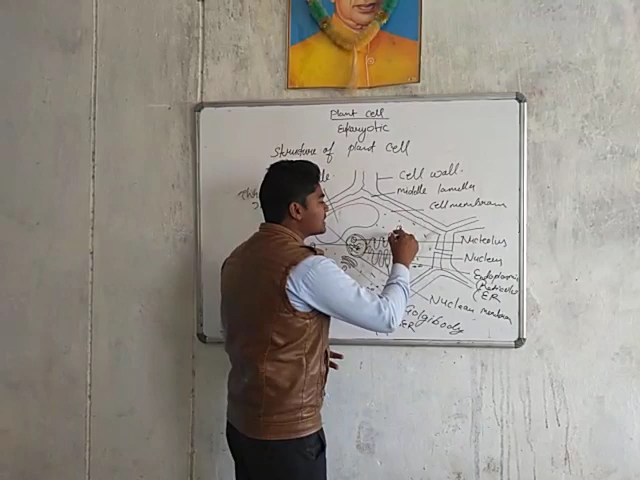 Plant cell
Eukaryotic
Structure of plant cell
cell wall
middle lamella
cell membrane
Nucleolus
Nucleus
Endoplasmic
Reticulum
ER
Nuclear membrane
Golgibody